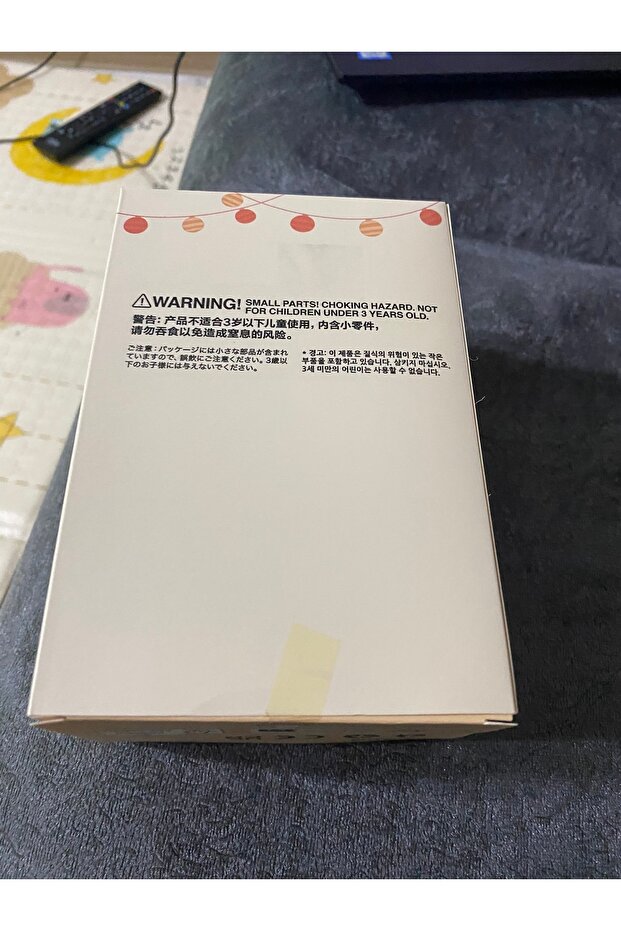 WARNING! SMALL PARTS! CHOKING HAZARD. NOT
FOR CHILDREN UNDER 3 YEARS OLD.
警告: 产品不适合3岁以下儿童使用，内含小零件，
请勿吞食以免造成窒息的风险。
ご注意：パッケージには小さな部品が含まれ
ていますので、誤飲にご注意ください。3歳以
下のお子様には与えないでください。
* 경고: 이 제품은 질식의 위험이 있는 작은
부품을 포함하고 있습니다. 삼키지 마십시오,
3세 미만의 어린이는 사용할 수 없습니다.